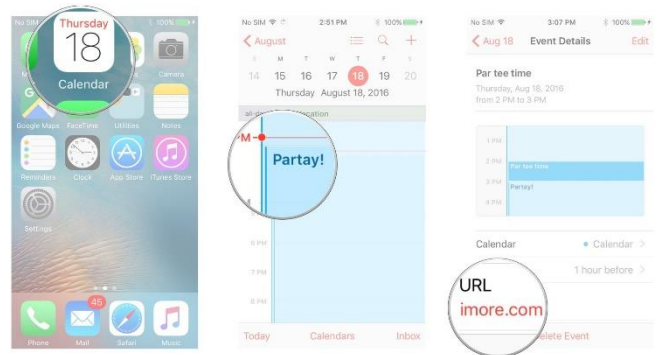 No SIM
100%
Thursday
18
Calendar
Camera
Google Maps
FaceTime
Utilities
Notes
Reminders
Clock
App Store
iTunes Store
Settings
45
Phone
Mail
Safari
Music
No SIM
2:51 PM
100%
August
S M T W T F S
14 15 16 17 18 19 20
Thursday August 18, 2016
all-day
Partay!
6 PM
7 PM
8 PM
Today
Calendars
Inbox
No SIM
3:07 PM
100%
Aug 18
Event Details
Edit
Par tee time
Thursday, Aug 18, 2016
from 2 PM to 3 PM
1 PM
2 PM
Par tee time
3 PM
Partay!
4 PM
Calendar
Calendar
1 hour before
URL
imore.com
Delete Event